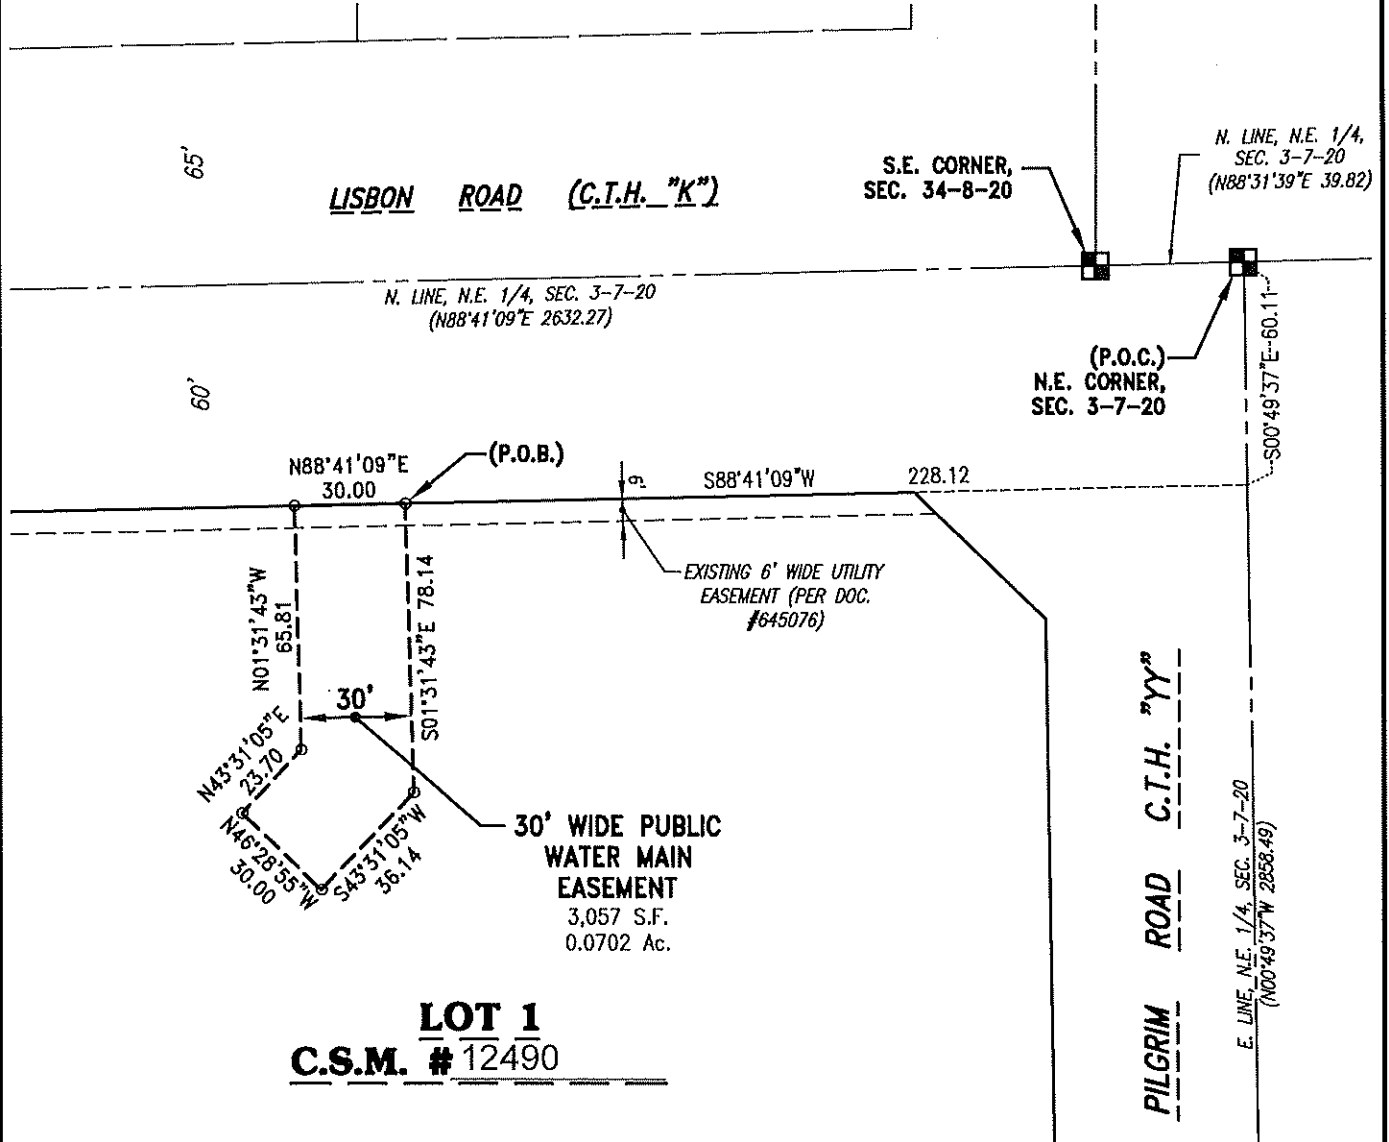 N. LINE, N.E. 1/4,
SEC. 3-7-20
(N88°31'39"E 39.82)
65'
S.E. CORNER,
SEC. 34-8-20
LISBON ROAD (C.T.H. "K")
N. LINE, N.E. 1/4, SEC. 3-7-20
(N88°41'09"E 2632.27)
S00°49'37"E 60.11
(P.O.C.)
N.E. CORNER,
SEC. 3-7-20
60'
(P.O.B.)
N88°41'09"E
30.00
6'
S88°41'09"W 228.12
EXISTING 6' WIDE UTILITY
EASEMENT (PER DOC.
#645076)
N01°31'43"W
65.81
S01°31'43"E 78.14
30'
N43°31'05"E
23.70
N46°28'55"W
30.00
S43°31'05"W
36.14
30' WIDE PUBLIC
WATER MAIN
EASEMENT
3,057 S.F.
0.0702 Ac.
PILGRIM ROAD C.T.H. "YY"
E. LINE, N.E. 1/4, SEC. 3-7-20
(N00°49'37"W 2658.49)
LOT 1
C.S.M. # 12490